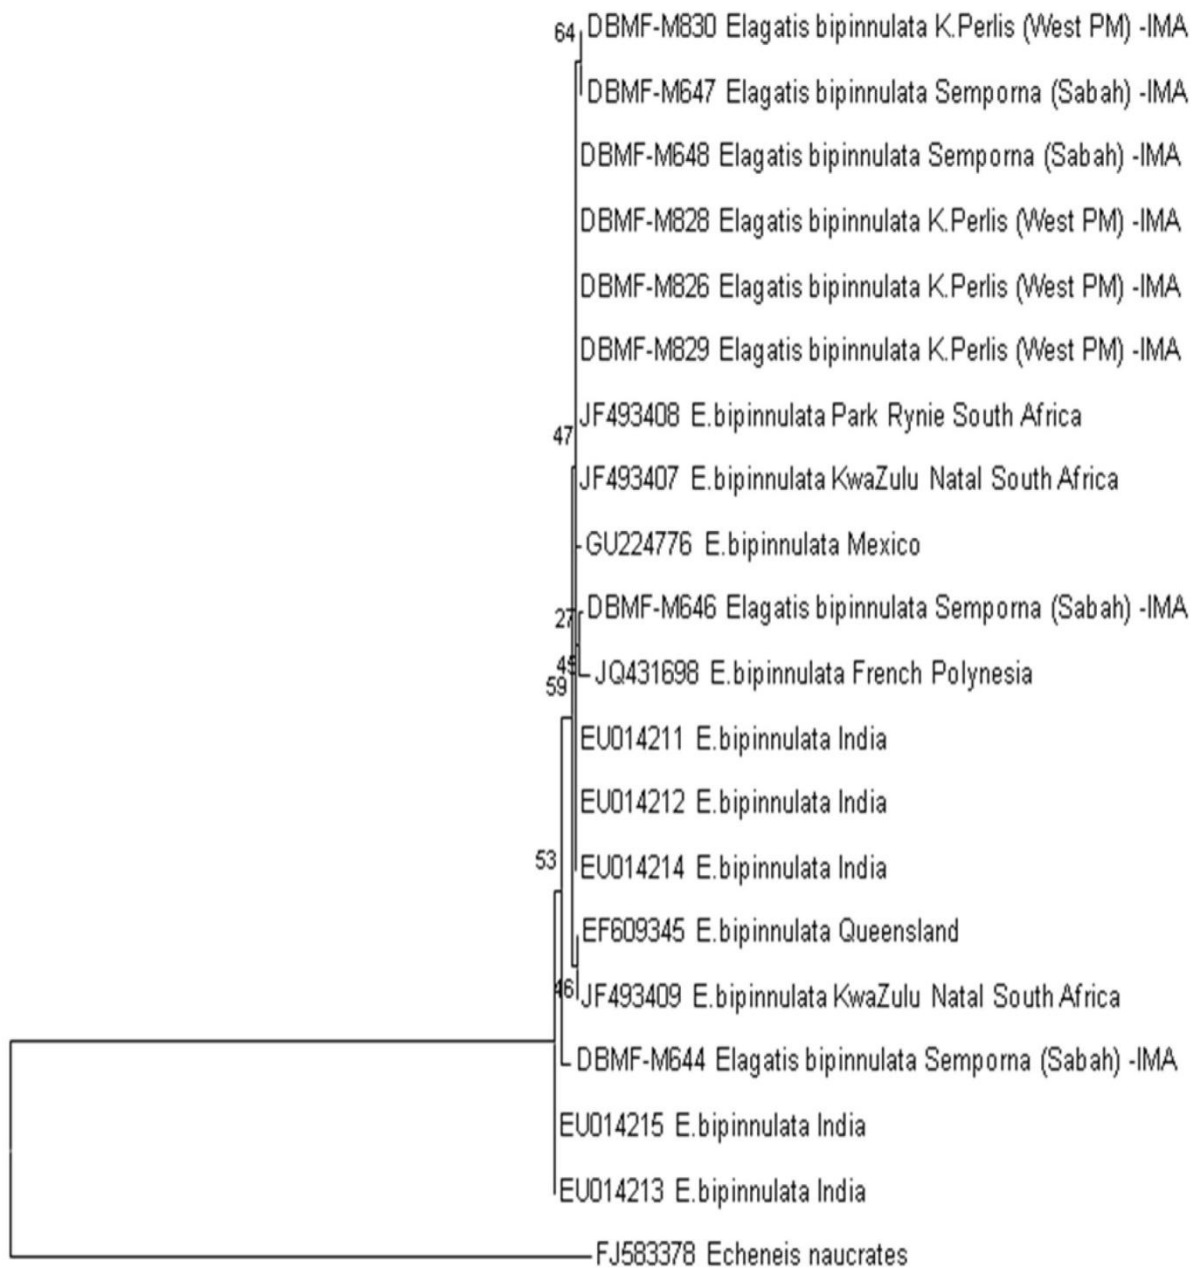 64
DBMF-M830 Elagatis bipinnulata K.Perlis (West PM) -IMA
DBMF-M647 Elagatis bipinnulata Semporna (Sabah) -IMA
DBMF-M648 Elagatis bipinnulata Semporna (Sabah) -IMA
DBMF-M828 Elagatis bipinnulata K.Perlis (West PM) -IMA
DBMF-M826 Elagatis bipinnulata K.Perlis (West PM) -IMA
DBMF-M829 Elagatis bipinnulata K.Perlis (West PM) -IMA
JF493408 E.bipinnulata Park Rynie South Africa
47
JF493407 E.bipinnulata KwaZulu Natal South Africa
GU224776 E.bipinnulata Mexico
DBMF-M646 Elagatis bipinnulata Semporna (Sabah) -IMA
27
JQ431698 E.bipinnulata French Polynesia
59
EU014211 E.bipinnulata India
EU014212 E.bipinnulata India
53
EU014214 E.bipinnulata India
EF609345 E.bipinnulata Queensland
46
JF493409 E.bipinnulata KwaZulu Natal South Africa
DBMF-M644 Elagatis bipinnulata Semporna (Sabah) -IMA
EU014215 E.bipinnulata India
EU014213 E.bipinnulata India
FJ583378 Echeneis naucrates